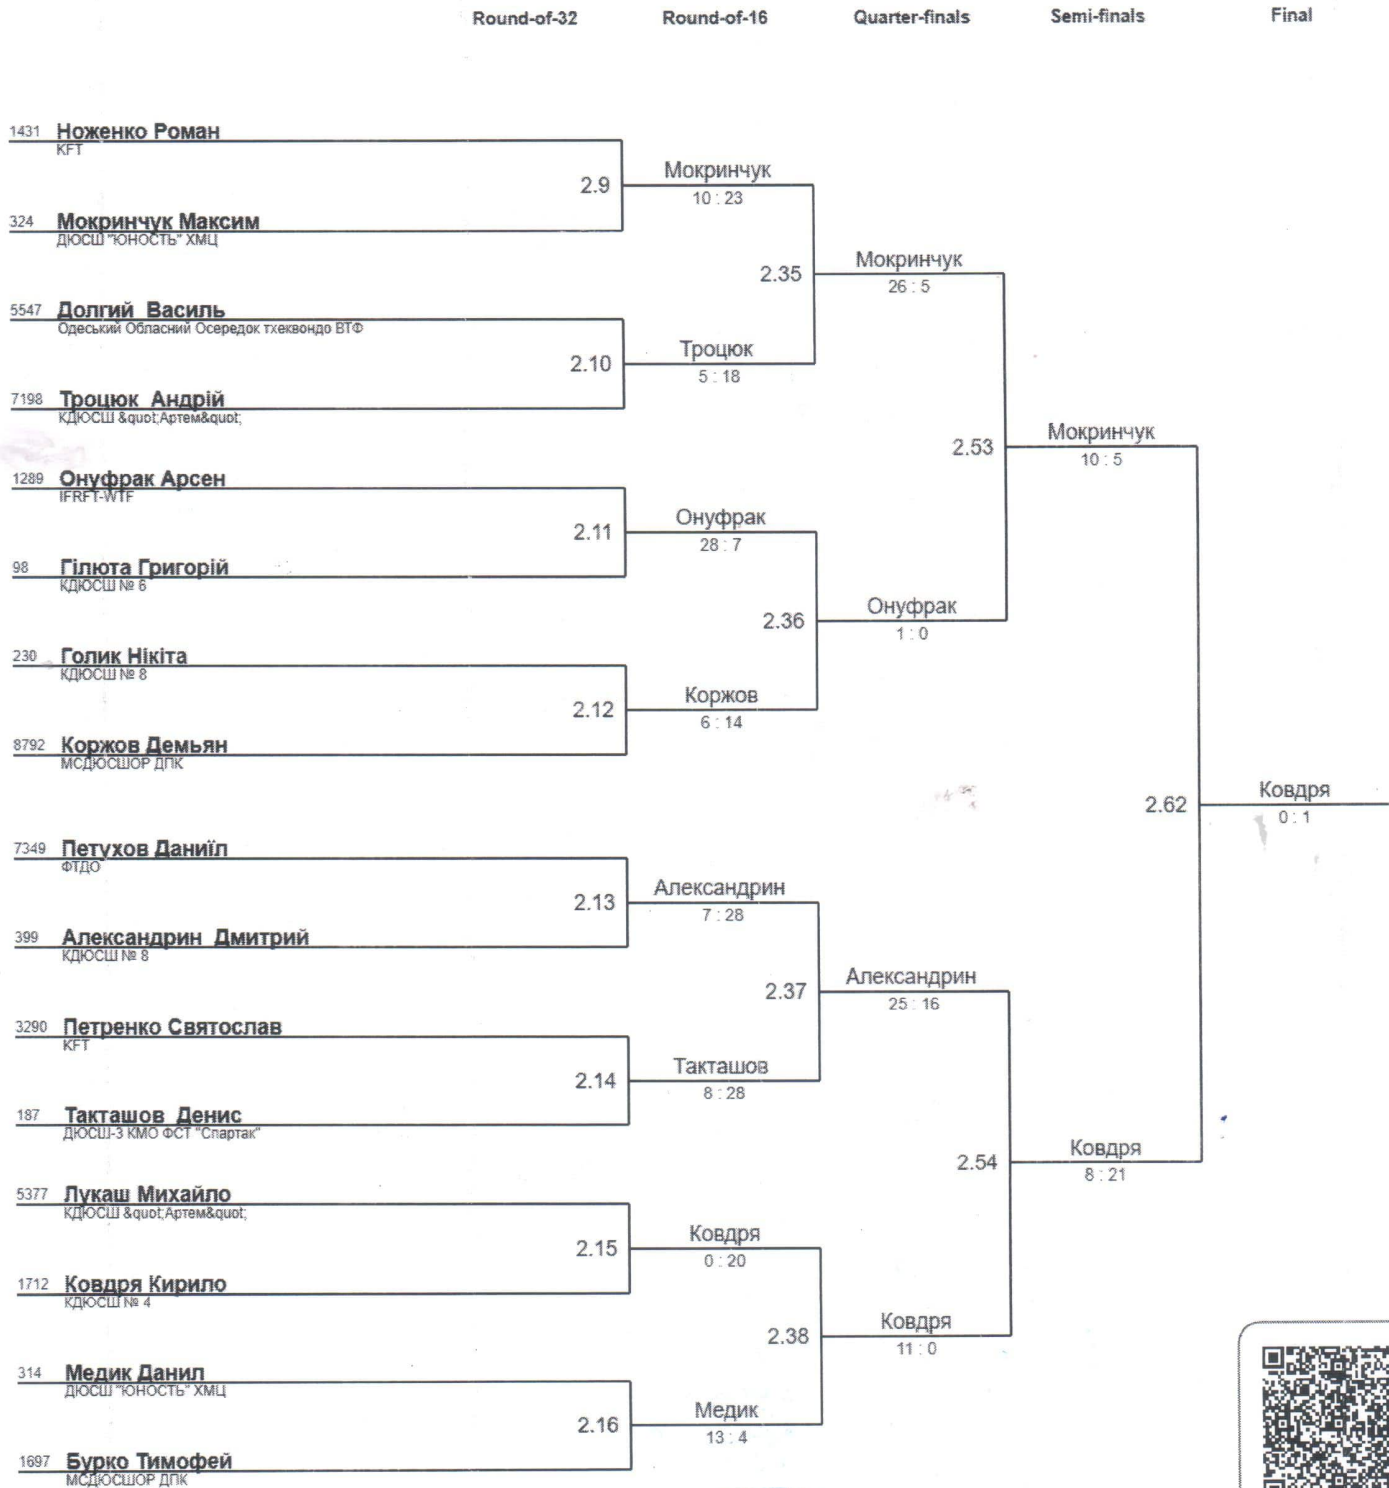 Round-of-32 Round-of-16 Quarter-finals Semi-finals Final
1431 Ноженко Роман
KFT
2.9 Мокринчук
10 : 23
324 Мокринчук Максим
ДЮСШ "ЮНОСТЬ" ХМЦ
2.35 Мокринчук
26 : 5
5547 Долгий Василь
Одеський Обласний Осередок тхеквондо ВТФ
2.10 Троцюк
5 : 18
7198 Троцюк Андрій
КДЮСШ &quot;Артем&quot;
2.53 Мокринчук
10 : 5
1289 Онуфрак Арсен
IFRFT-WTF
2.11 Онуфрак
28 : 7
98 Гілюта Григорій
КДЮСШ № 6
2.36 Онуфрак
1 : 0
230 Голик Нікіта
КДЮСШ № 8
2.12 Коржов
6 : 14
8792 Коржов Демьян
МСДЮСШОР ДПК
2.62 Ковдря
0 : 1
7349 Петухов Даниїл
ФТДО
2.13 Александрин
7 : 28
399 Александрин Дмитрий
КДЮСШ № 8
2.37 Александрин
25 : 16
3290 Петренко Святослав
KFT
2.14 Такташов
8 : 28
187 Такташов Денис
ДЮСШ-3 КМО ФСТ "Спартак"
2.54 Ковдря
8 : 21
5377 Лукаш Михайло
КДЮСШ &quot;Артем&quot;
2.15 Ковдря
0 : 20
1712 Ковдря Кирило
КДЮСШ № 4
2.38 Ковдря
11 : 0
314 Медик Данил
ДЮСШ "ЮНОСТЬ" ХМЦ
2.16 Медик
13 : 4
1697 Бурко Тимофей
МСДЮСШОР ДПК